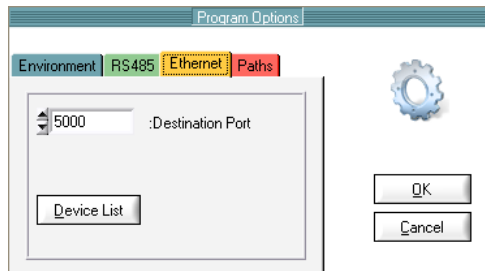 Program Options
Environment RS485 Ethernet Paths
5000 :Destination Port
Device List
OK
Cancel